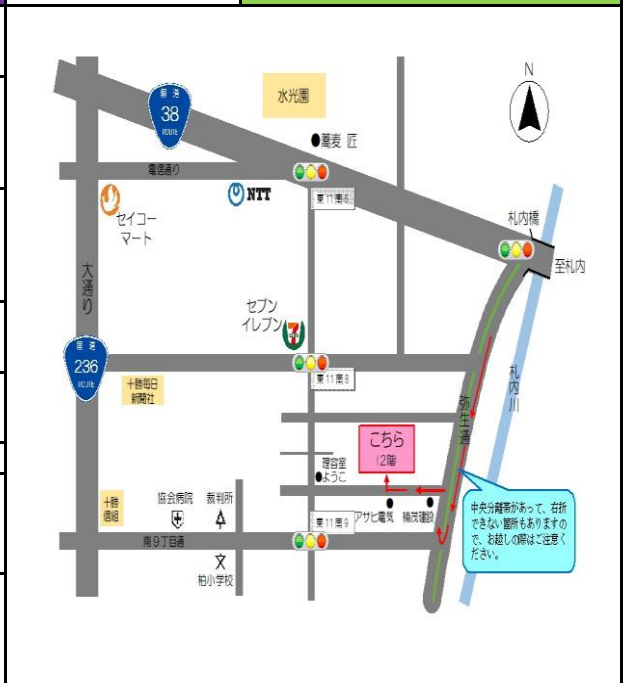 N
国道
38
ROUTE
水光園
●蕎麦 匠
電信通り
NTT
東11南6
セイコー
マート
札内橋
至札内
大通り
セブン
イレブン
7
国道
236
ROUTE
東11南8
十勝毎日
新聞社
弥生通
札内川
こちら
(2階)
理容室
●ようこ
十勝
信組
協会病院
裁判所
アサヒ電気
東11南9
南9丁目通
文
柏小学校
中央分離帯があって、右折
できない箇所もありますの
で、お越しの際はご注意く
ださい。